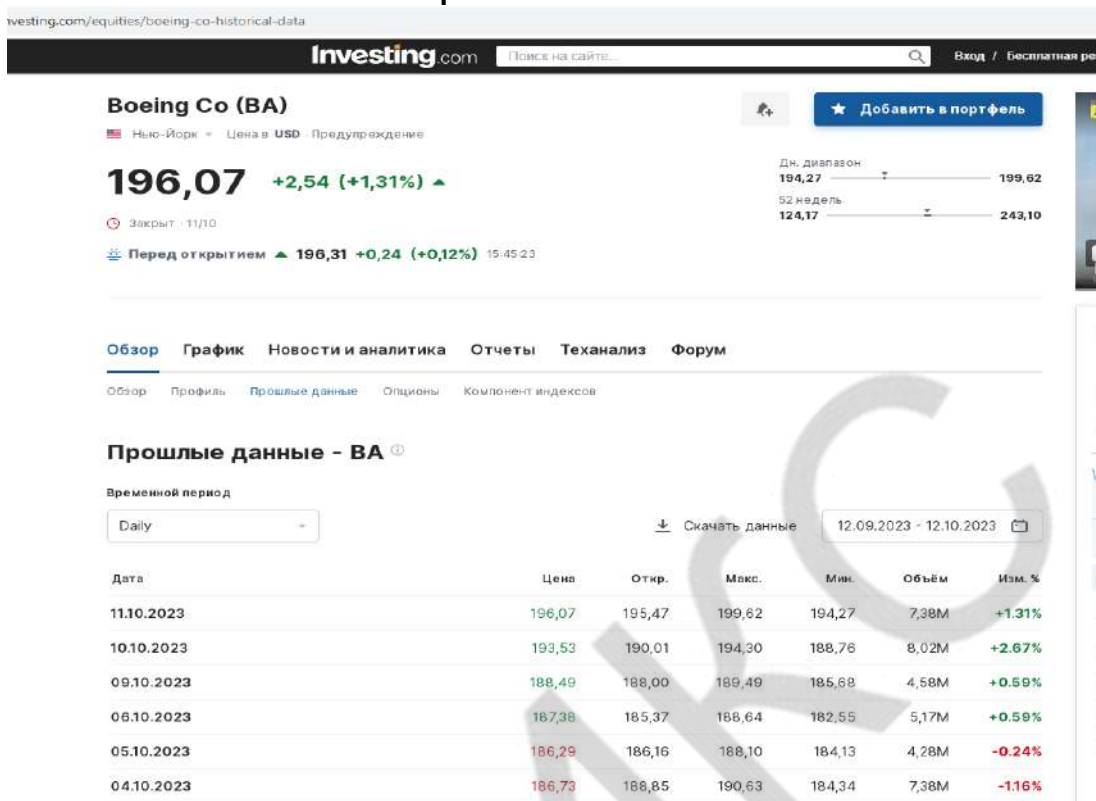 nvesting.com/equities/boeing-co-historical-data
Investing.com Поиск на сайте... Вход / Бесплатная ре
Boeing Co (BA)
Добавить в портфель
Нью-Йорк Цена в USD · Предупреждение
196,07 +2,54 (+1,31%)
Дн. диапазон
194,27 199,62
52 недель
124,17 243,10
Закрыт · 11/10
Перед открытием 196,31 +0,24 (+0,12%) 15:45:23
Обзор График Новости и аналитика Отчеты Теханализ Форум
Обзор Профиль Прошлые данные Опционы Компонент индексов
Прошлые данные - BA
Временной период
Daily Скачать данные 12.09.2023 - 12.10.2023
Дата Цена Откр. Макс. Мин. Объём Изм. %
11.10.2023 196,07 195,47 199,62 194,27 7,38M +1.31%
10.10.2023 193,53 190,01 194,30 188,76 8,02M +2.67%
09.10.2023 188,49 188,00 189,49 185,68 4,58M +0.59%
06.10.2023 187,38 185,37 188,64 182,55 5,17M +0.59%
05.10.2023 186,29 186,16 188,10 184,13 4,28M -0.24%
04.10.2023 186,73 188,85 190,63 184,34 7,38M -1.16%